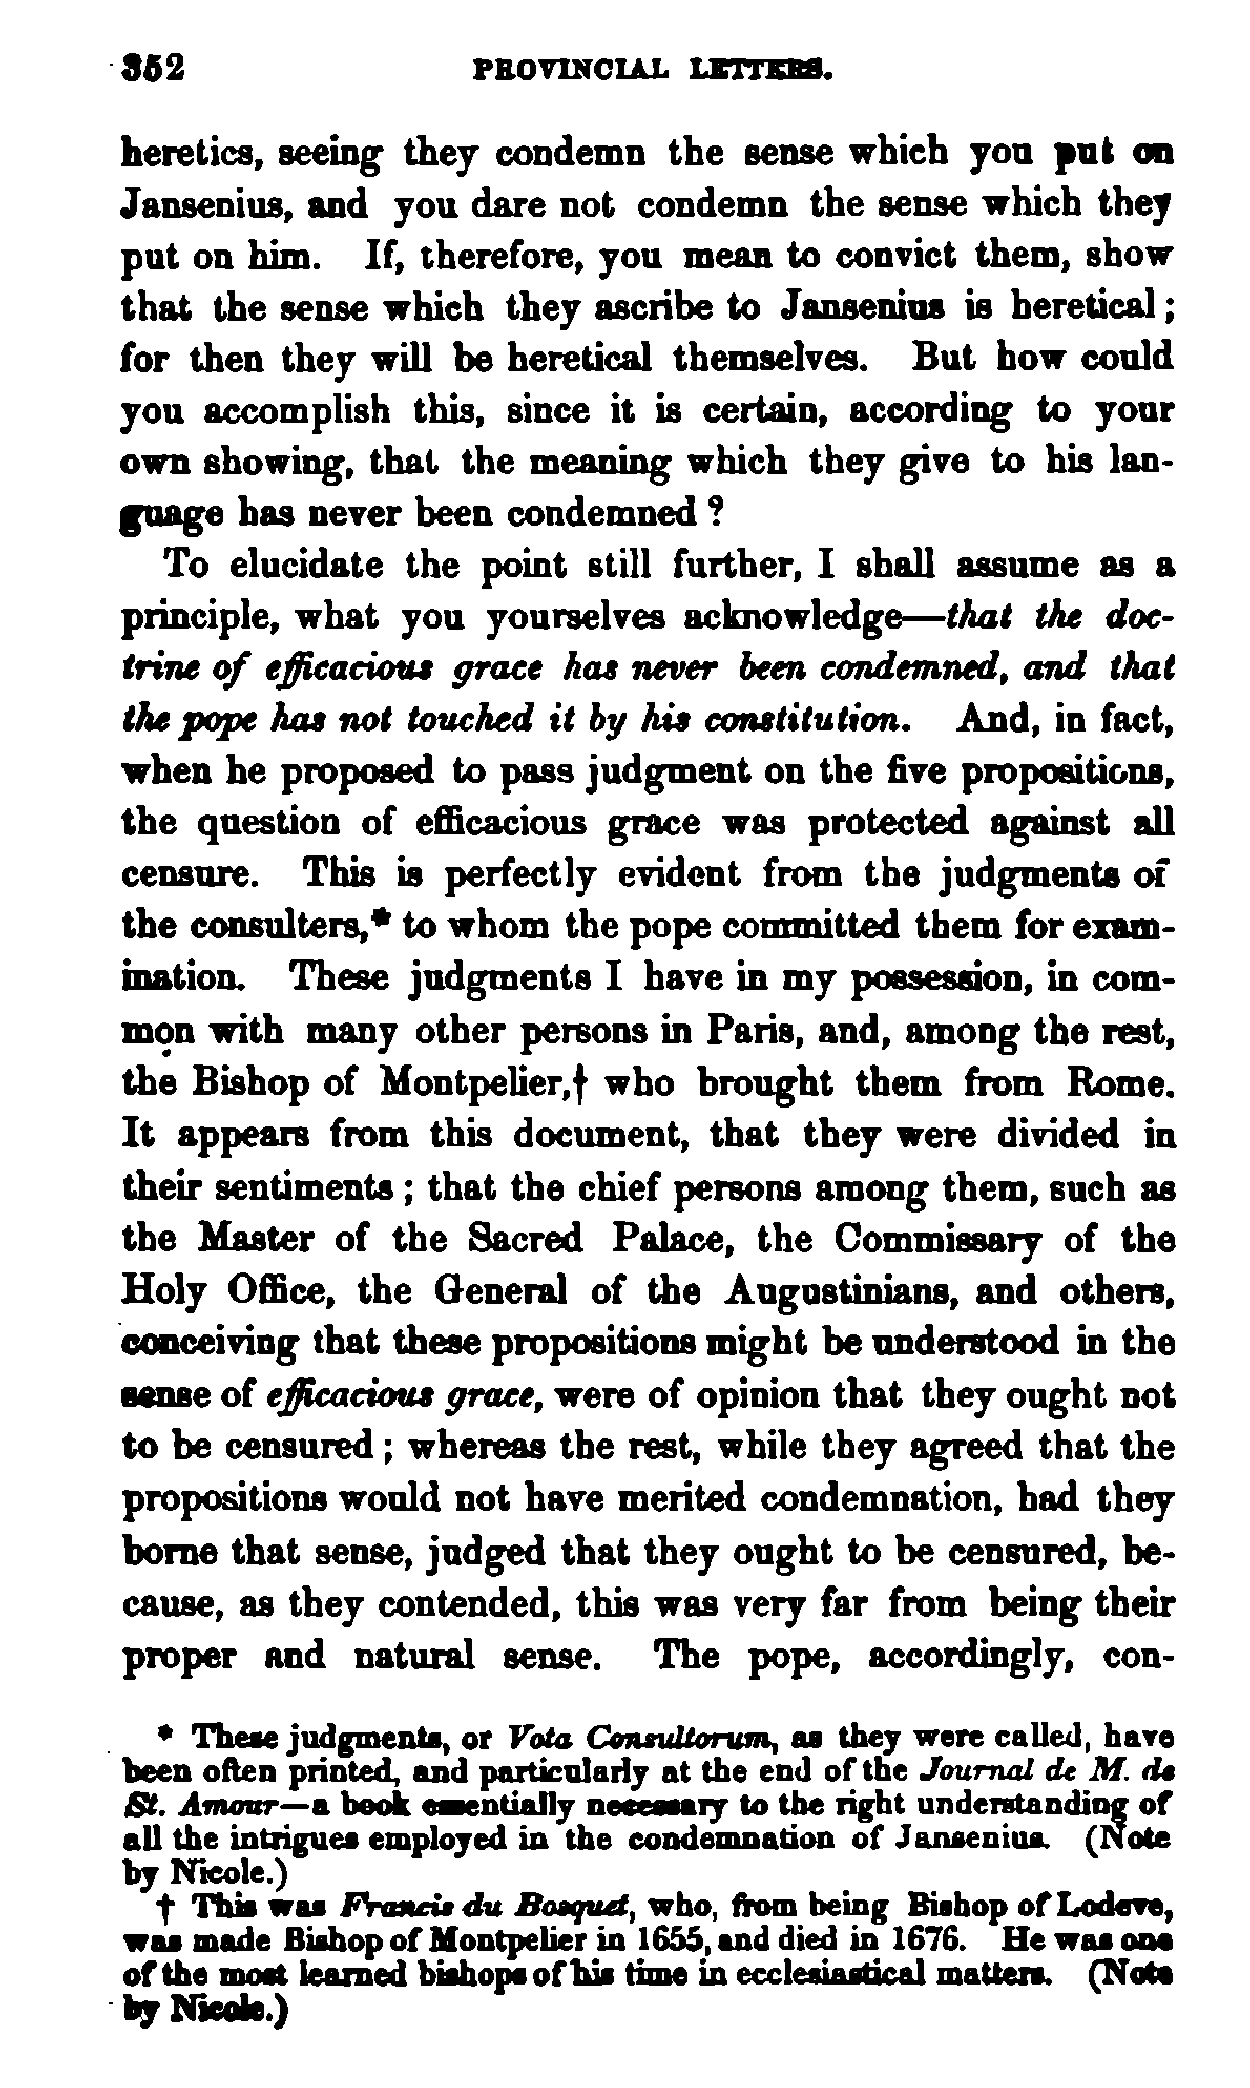 352 PROVINCIAL LETTERS.
heretics, seeing they condemn the sense which you put on
Jansenius, and you dare not condemn the sense which they
put on him. If, therefore, you mean to convict them, show
that the sense which they ascribe to Jansenius is heretical;
for then they will be heretical themselves. But how could
you accomplish this, since it is certain, according to your
own showing, that the meaning which they give to his lan-
guage has never been condemned?
To elucidate the point still further, I shall assume as a
principle, what you yourselves acknowledge—that the doc-
trine of efficacious grace has never been condemned, and that
the pope has not touched it by his constitution. And, in fact,
when he proposed to pass judgment on the five propositions,
the question of efficacious grace was protected against all
censure. This is perfectly evident from the judgments of
the consulters,* to whom the pope committed them for exam-
ination. These judgments I have in my possession, in com-
mon with many other persons in Paris, and, among the rest,
the Bishop of Montpelier,† who brought them from Rome.
It appears from this document, that they were divided in
their sentiments; that the chief persons among them, such as
the Master of the Sacred Palace, the Commissary of the
Holy Office, the General of the Augustinians, and others,
conceiving that these propositions might be understood in the
sense of efficacious grace, were of opinion that they ought not
to be censured; whereas the rest, while they agreed that the
propositions would not have merited condemnation, had they
borne that sense, judged that they ought to be censured, be-
cause, as they contended, this was very far from being their
proper and natural sense. The pope, accordingly, con-
* These judgments, or Vota Consultorum, as they were called, have
been often printed, and particularly at the end of the Journal de M. de
St. Amour—a book essentially necessary to the right understanding of
all the intrigues employed in the condemnation of Jansenius. (Note
by Nicole.)
† This was Francis du Bosquet, who, from being Bishop of Lodeve,
was made Bishop of Montpelier in 1655, and died in 1676. He was one
of the most learned bishops of his time in ecclesiastical matters. (Note
by Nicole.)